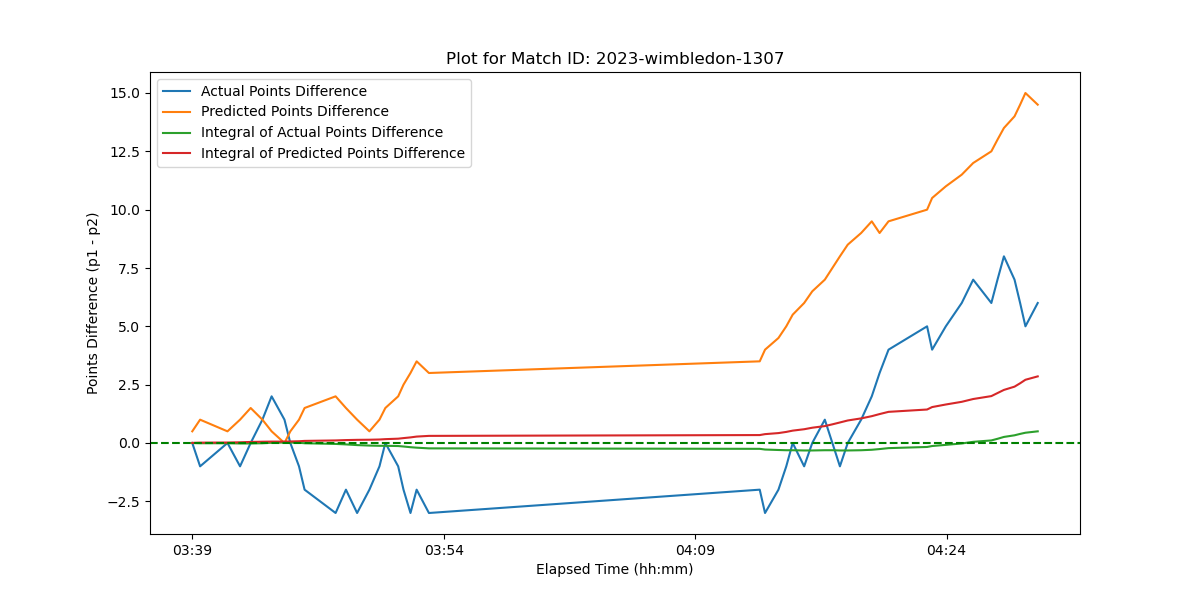 Plot for Match ID: 2023-wimbledon-1307
Actual Points Difference
Predicted Points Difference
Integral of Actual Points Difference
Integral of Predicted Points Difference
Points Difference (p1 - p2)
15.0
12.5
10.0
7.5
5.0
2.5
0.0
−2.5
03:39 03:54 04:09 04:24
Elapsed Time (hh:mm)